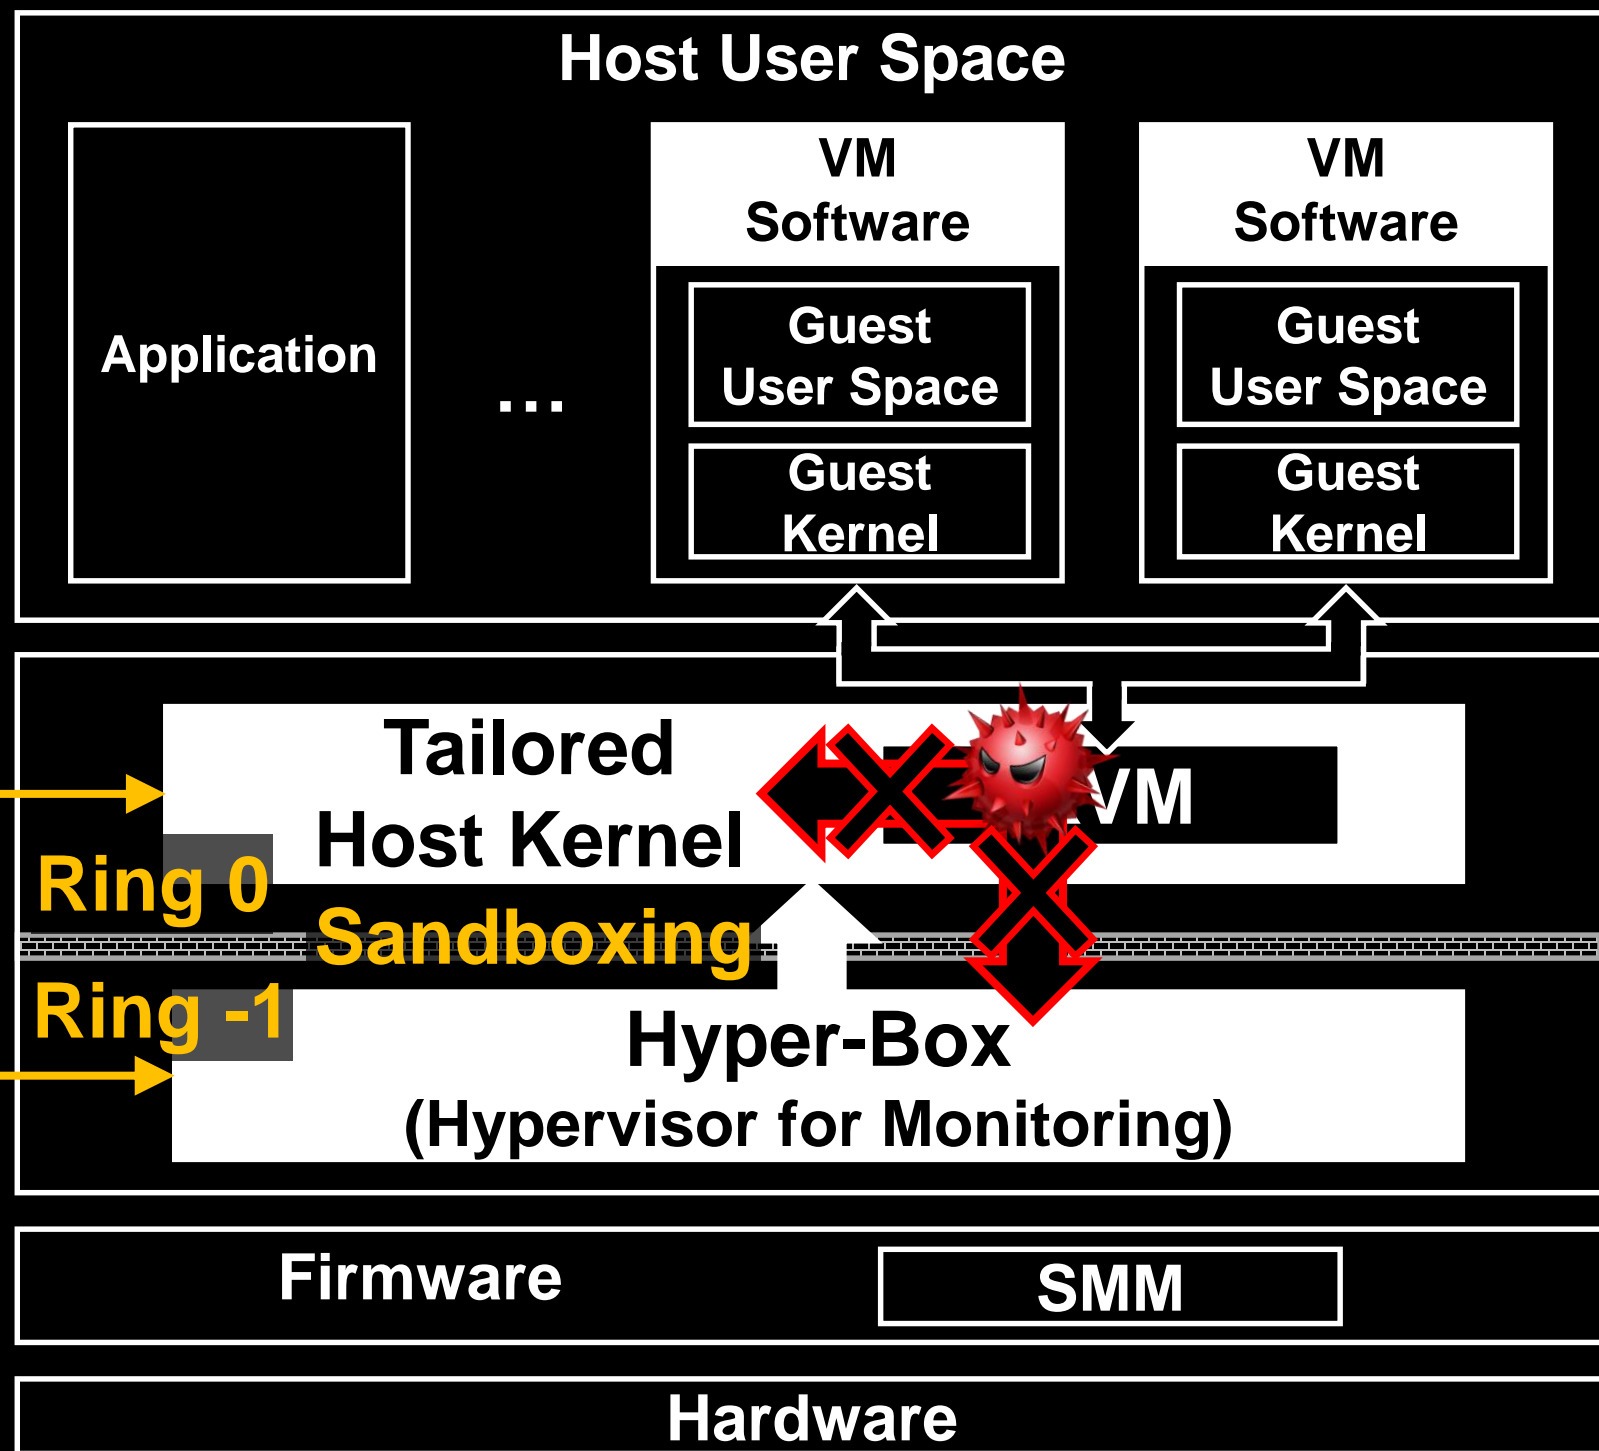 Host User Space
Application
...
VM
Software
Guest
User Space
Guest
Kernel
VM
Software
Guest
User Space
Guest
Kernel
Tailored
Host Kernel
VM
Ring 0
Sandboxing
Ring -1
Hyper-Box
(Hypervisor for Monitoring)
Firmware
SMM
Hardware